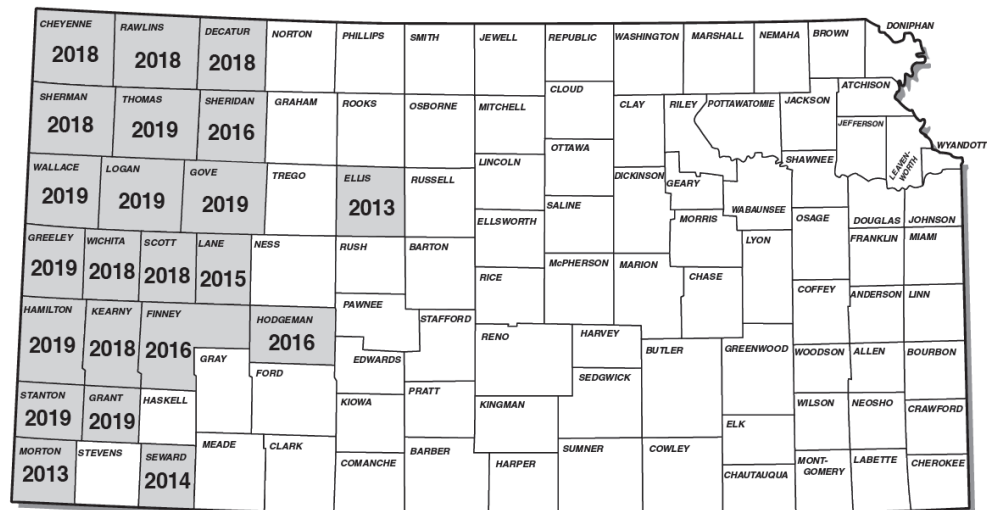 CHEYENNE
2018
RAWLINS
2018
DECATUR
2018
NORTON
PHILLIPS
SMITH
JEWELL
REPUBLIC
WASHINGTON
MARSHALL
NEMAHA
BROWN
DONIPHAN
SHERMAN
2018
THOMAS
2019
SHERIDAN
2016
GRAHAM
ROOKS
OSBORNE
MITCHELL
CLOUD
CLAY
RILEY
POTTAWATOMIE
JACKSON
ATCHISON
JEFFERSON
LEAVEN-
WORTH
WYANDOTT
WALLACE
2019
LOGAN
2019
GOVE
2019
TREGO
ELLIS
2013
RUSSELL
LINCOLN
OTTAWA
DICKINSON
GEARY
WABAUNSEE
SHAWNEE
DOUGLAS
JOHNSON
ELLSWORTH
SALINE
MORRIS
OSAGE
GREELEY
2019
WICHITA
2018
SCOTT
2018
LANE
2015
NESS
RUSH
BARTON
RICE
McPHERSON
MARION
CHASE
LYON
COFFEY
FRANKLIN
MIAMI
ANDERSON
LINN
HAMILTON
2019
KEARNY
2018
FINNEY
2016
HODGEMAN
2016
PAWNEE
STAFFORD
EDWARDS
RENO
HARVEY
BUTLER
GREENWOOD
WOODSON
ALLEN
BOURBON
GRAY
FORD
SEDGWICK
STANTON
2019
GRANT
2019
HASKELL
KIOWA
PRATT
KINGMAN
ELK
WILSON
NEOSHO
CRAWFORD
MORTON
2013
STEVENS
SEWARD
2014
MEADE
CLARK
COMANCHE
BARBER
HARPER
SUMNER
COWLEY
CHAUTAUQUA
MONT-
GOMERY
LABETTE
CHEROKEE